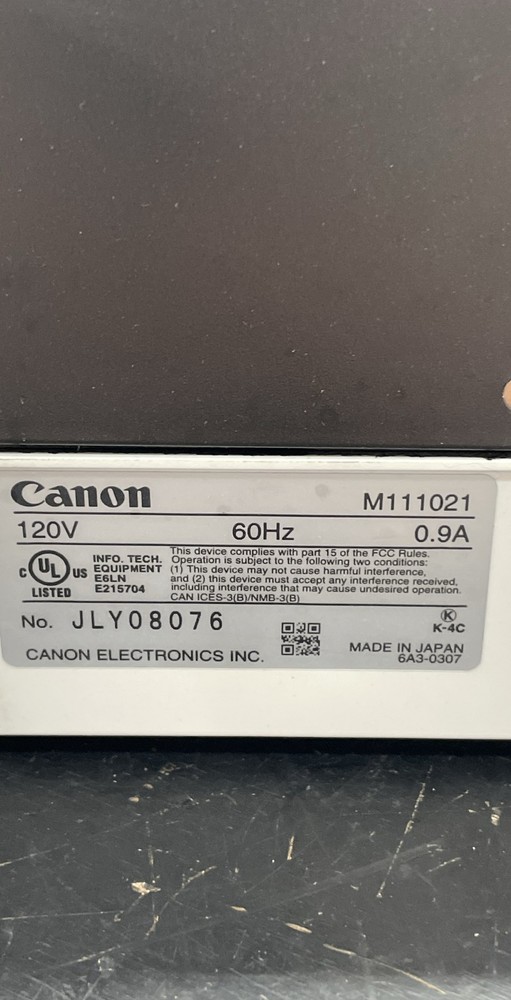 Canon
M111021
120V 60Hz 0.9A
C UL US LISTED
INFO. TECH.
EQUIPMENT
E6LN
E215704
This device complies with part 15 of the FCC Rules.
Operation is subject to the following two conditions:
(1) This device may not cause harmful interference,
and (2) this device must accept any interference received,
including interference that may cause undesired operation.
CAN ICES-3(B)/NMB-3(B)
No. JLY08076
K
K-4C
CANON ELECTRONICS INC.
MADE IN JAPAN
6A3-0307